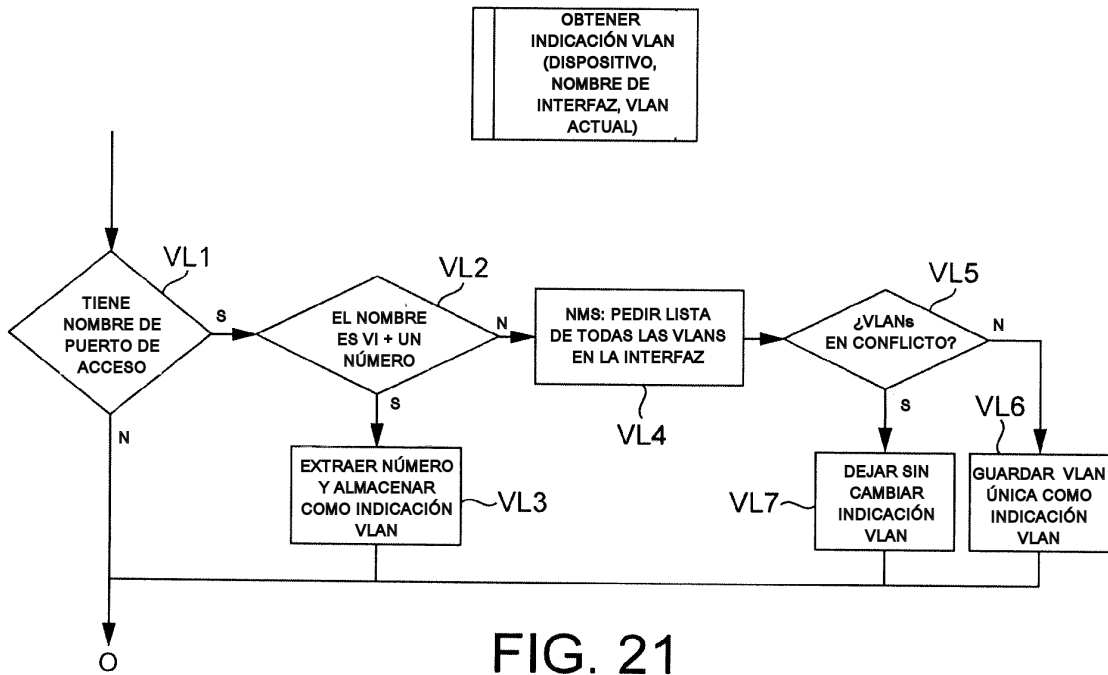 OBTENER
INDICACIÓN VLAN
(DISPOSITIVO,
NOMBRE DE
INTERFAZ, VLAN
ACTUAL)
VL1
TIENE
NOMBRE DE
PUERTO DE
ACCESO
S
N
VL2
EL NOMBRE
ES VI + UN
NÚMERO
N
S
NMS: PEDIR LISTA
DE TODAS LAS VLANS
EN LA INTERFAZ
VL4
VL5
¿VLANs
EN CONFLICTO?
N
S
EXTRAER NÚMERO
Y ALMACENAR
COMO INDICACIÓN
VLAN
VL3
DEJAR SIN
CAMBIAR
INDICACIÓN
VLAN
VL7
VL6
GUARDAR VLAN
ÚNICA COMO
INDICACIÓN
VLAN
O
FIG. 21